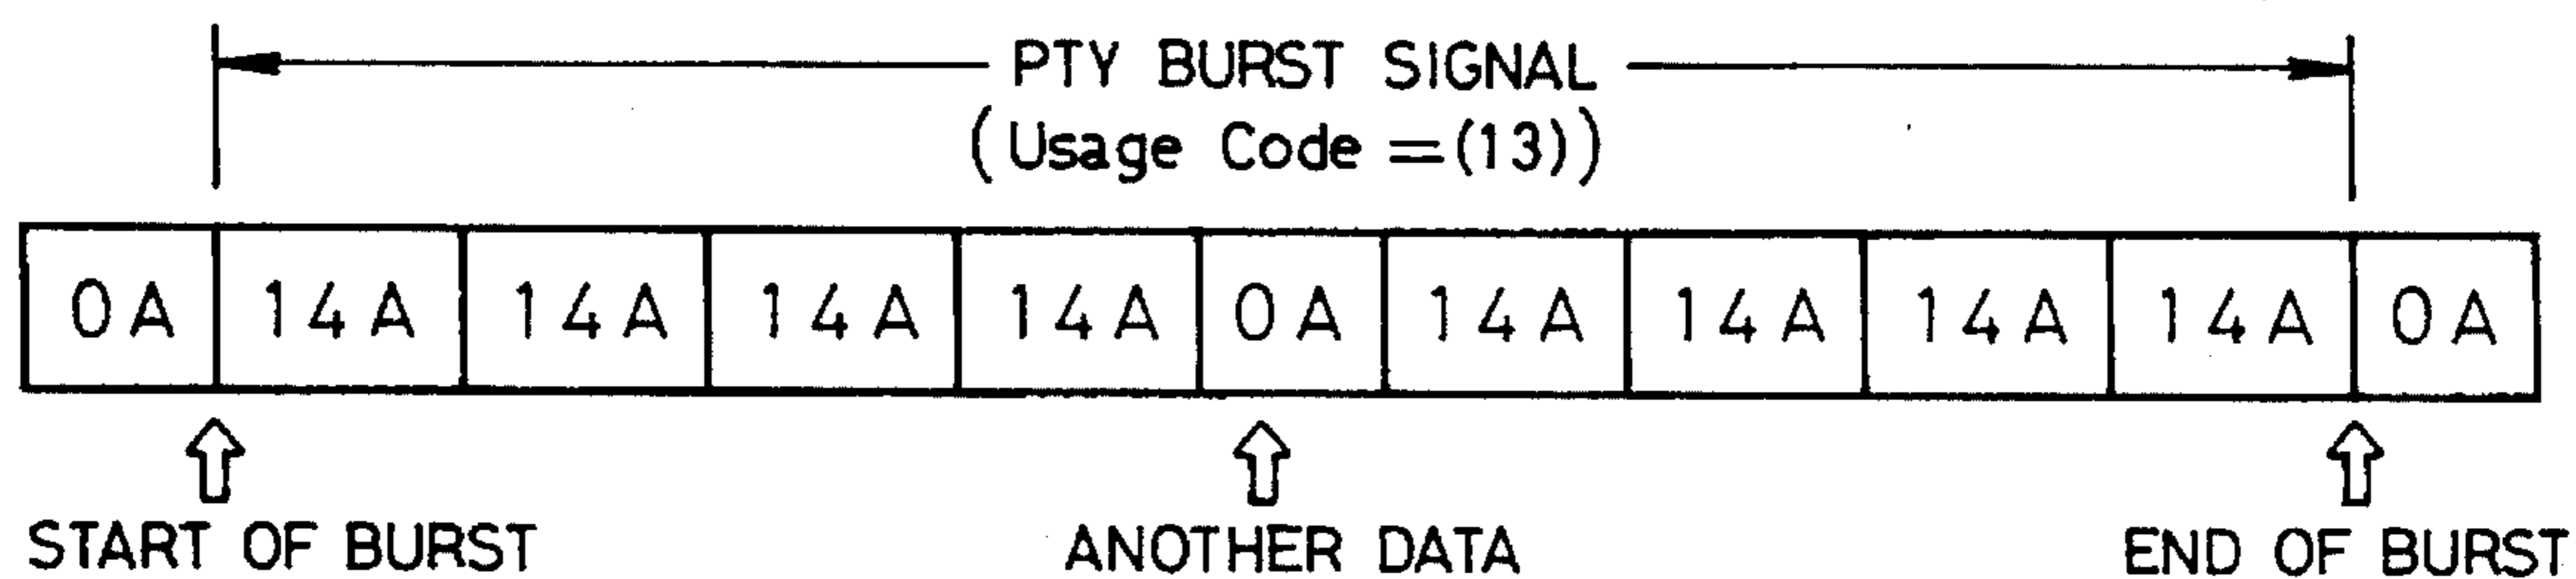 PTY BURST SIGNAL
(Usage Code =(13))
0A 14A 14A 14A 14A 0A 14A 14A 14A 14A 0A
START OF BURST ANOTHER DATA END OF BURST